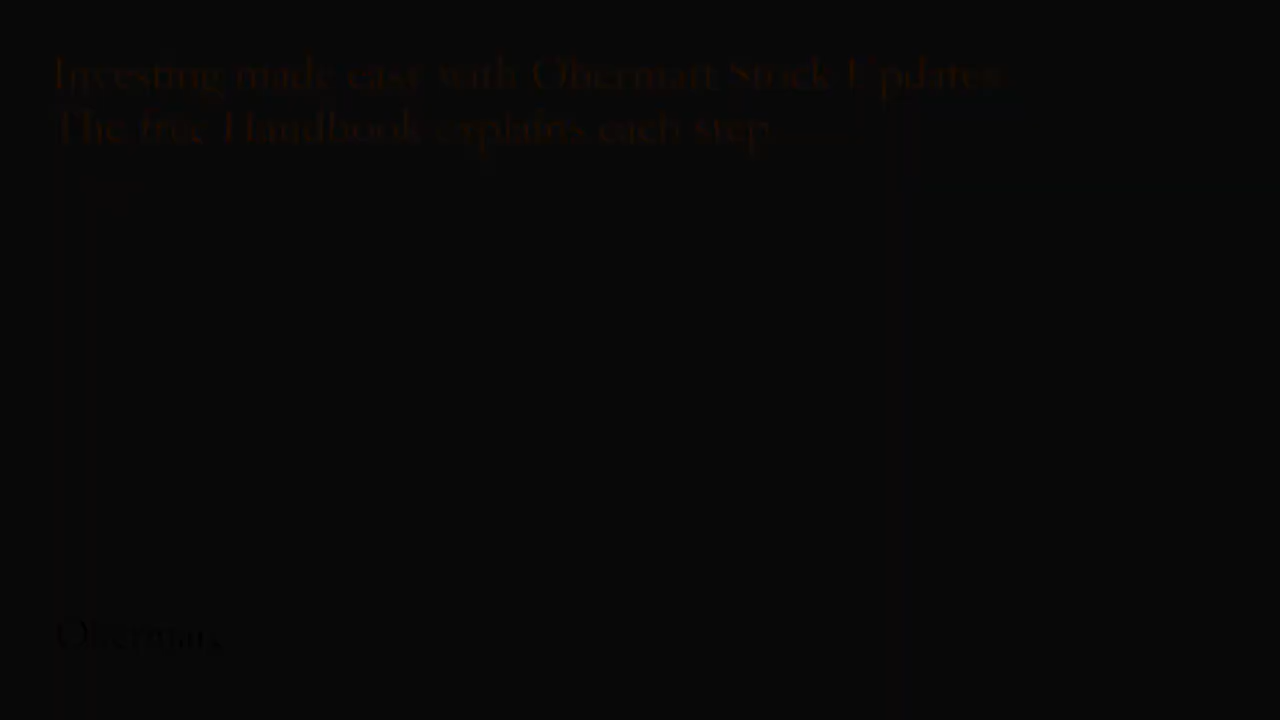 Investing made easy with Obermatt Stock Updates.
The free Handbook explains each step.
Obermatt